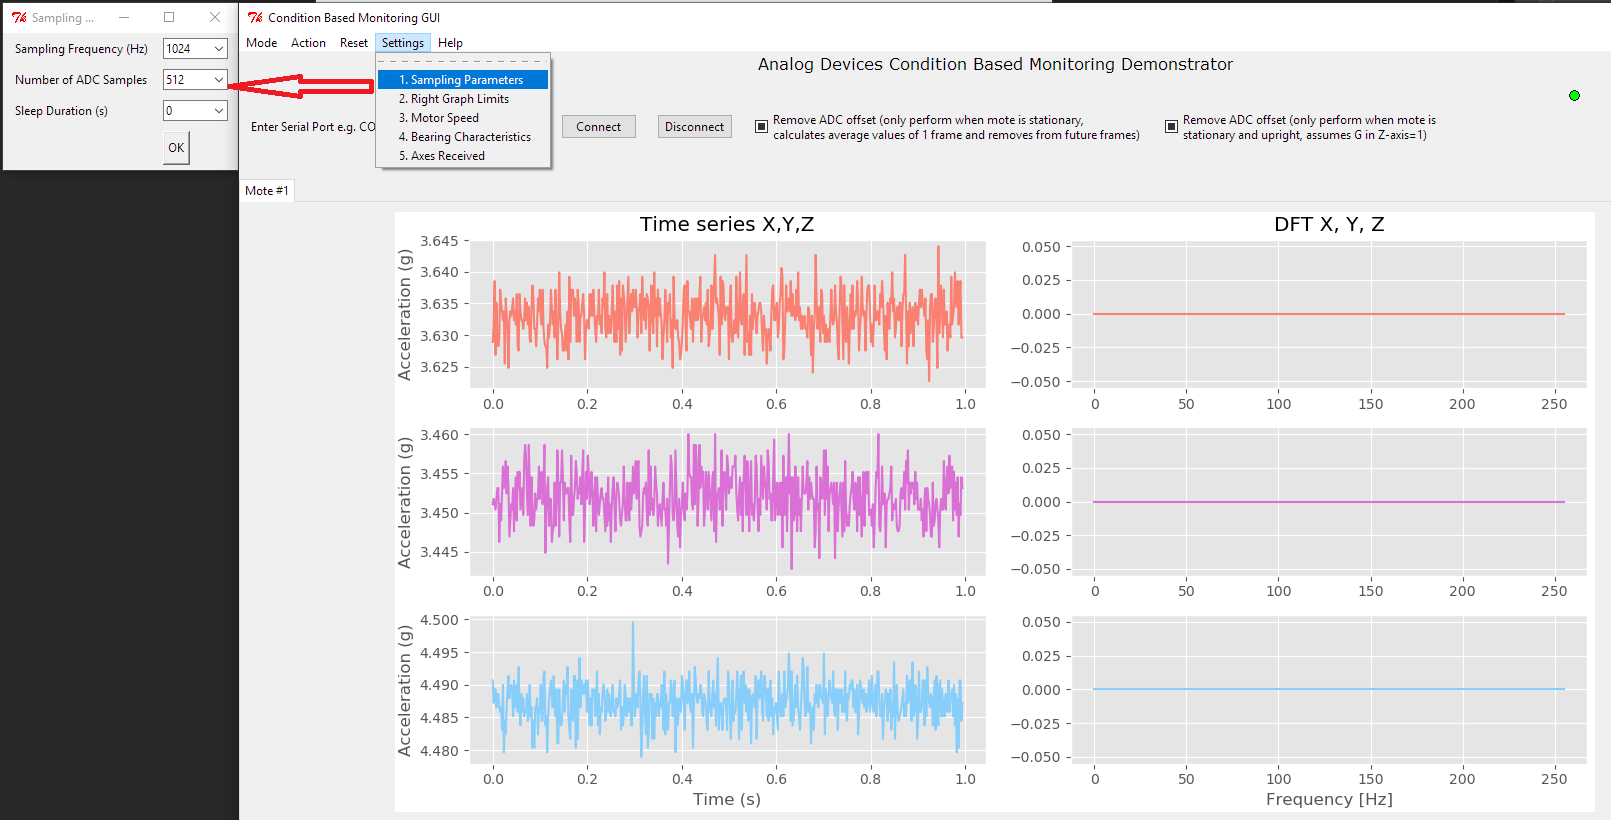 Sampling ...
Sampling Frequency (Hz) 1024
Number of ADC Samples 512
Sleep Duration (s) 0
OK
Condition Based Monitoring GUI
Mode Action Reset Settings Help
1. Sampling Parameters
2. Right Graph Limits
3. Motor Speed
4. Bearing Characteristics
5. Axes Received
Analog Devices Condition Based Monitoring Demonstrator
Enter Serial Port e.g. CO
Connect
Disconnect
Remove ADC offset (only perform when mote is stationary,
calculates average values of 1 frame and removes from future frames)
Remove ADC offset (only perform when mote is
stationary and upright, assumes G in Z-axis=1)
Mote #1
Time series X,Y,Z
Acceleration (g)
3.645
3.640
3.635
3.630
3.625
0.0 0.2 0.4 0.6 0.8 1.0
Acceleration (g)
3.460
3.455
3.450
3.445
0.0 0.2 0.4 0.6 0.8 1.0
Acceleration (g)
4.500
4.495
4.490
4.485
4.480
0.0 0.2 0.4 0.6 0.8 1.0
Time (s)
DFT X, Y, Z
0.050
0.025
0.000
−0.025
−0.050
0 50 100 150 200 250
0.050
0.025
0.000
−0.025
−0.050
0 50 100 150 200 250
0.050
0.025
0.000
−0.025
−0.050
0 50 100 150 200 250
Frequency [Hz]